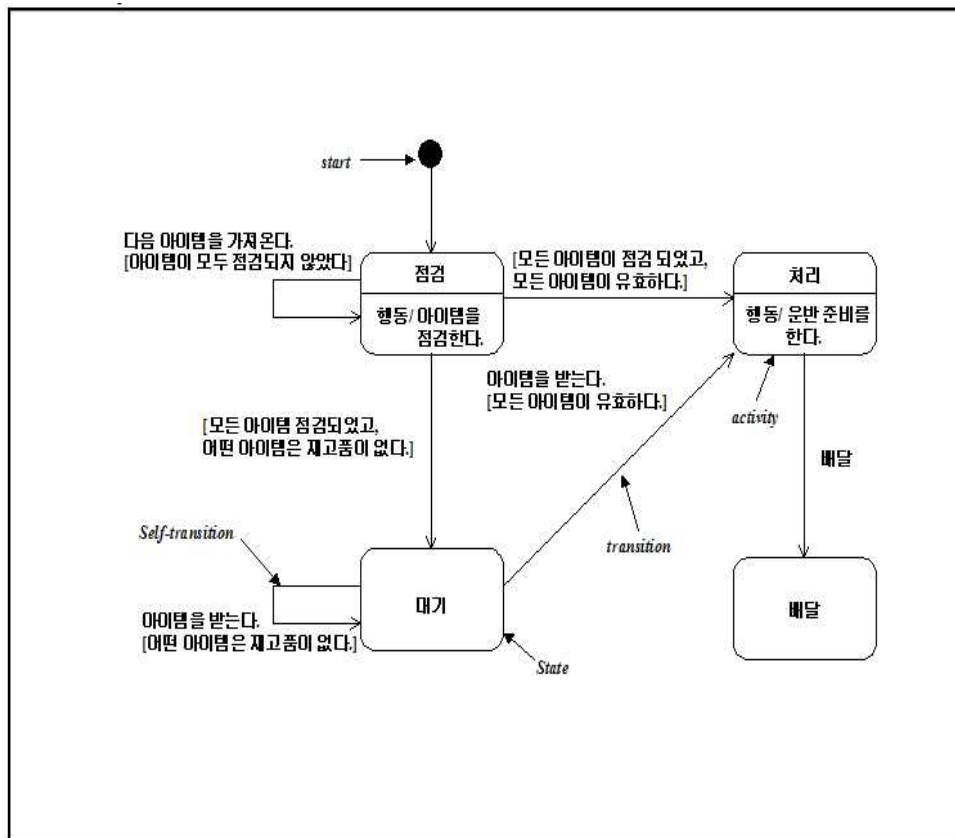 start
다음 아이템을 가져온다.
[아이템이 모두 점검되지 않았다]
점검
행동/ 아이템을
점검한다.
[모든 아이템이 점검 되었고,
모든 아이템이 유효하다.]
처리
행동/ 운반 준비를
한다.
아이템을 받는다.
[모든 아이템이 유효하다.]
activity
[모든 아이템 점검되었고,
어떤 아이템은 재고품이 없다.]
배달
Self-transition
transition
대기
배달
아이템을 받는다.
[어떤 아이템은 재고품이 없다.]
State